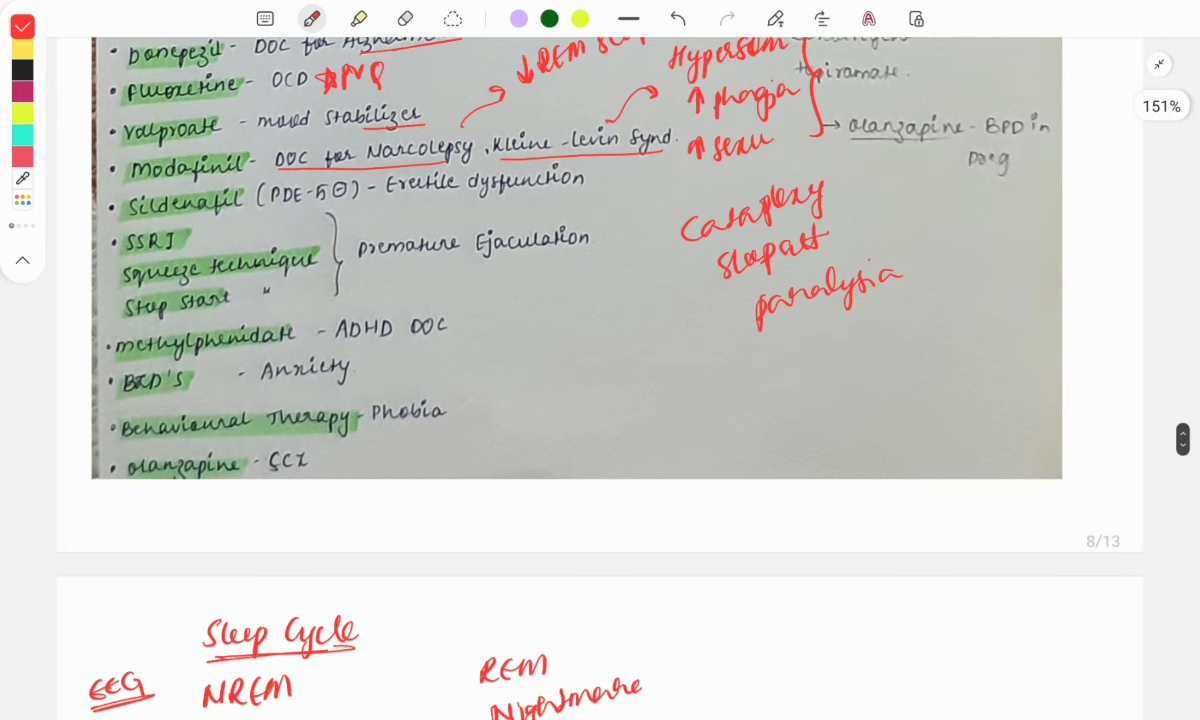 151%
• Donepezil - DOC for
• Fluoxetine - OCD
• Valproate - mood stabilizer
• Modafinil - DOC for Narcolepsy, Kleine-Levin Synd.
↓REM
Hypersom
↑ phagia
↑ sexu
topiramate.
→ olanzapine - BPD in
preg
• Sildenafil (PDE-5⊖) - Erectile dysfunction
• SSRI
Squeeze technique
Stop Start "
Premature Ejaculation
Cataplexy
Sleep att
paralysia
• methylphenidate - ADHD DOC
• BZD'S - Anxiety.
• Behavioural Therapy - Phobia
• olanzapine - SCZ
8/13
Sleep Cycle
EEG NREM
REM
Nightmare